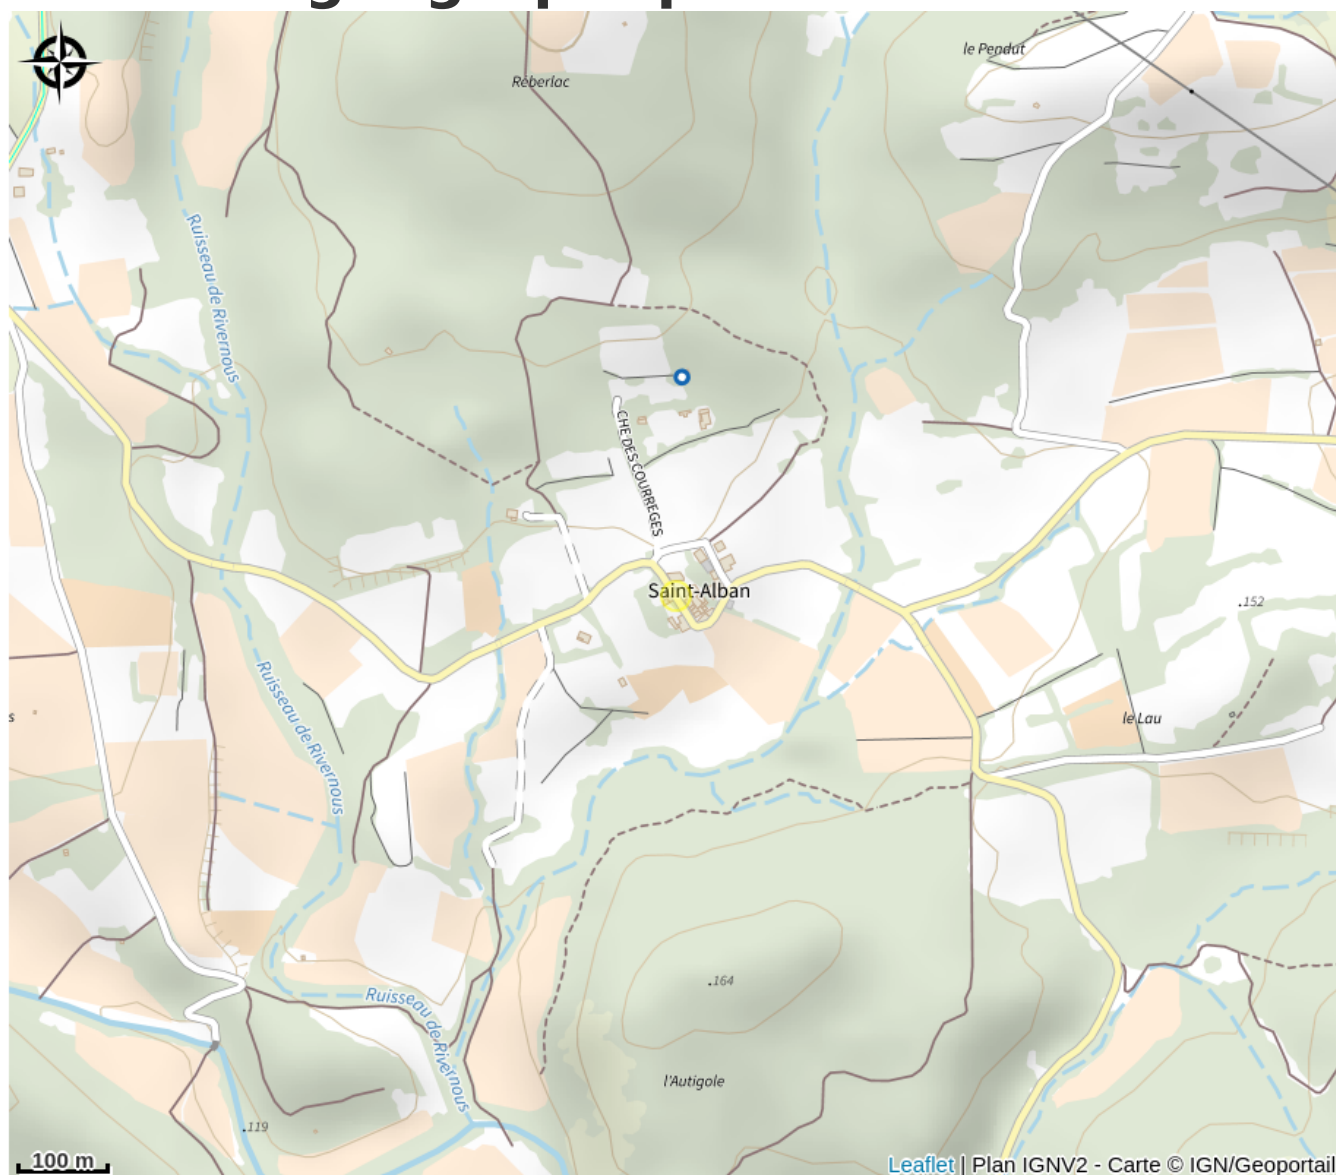 le Pendut
Réberlac
Ruisseau de Rivernous
CHE DES COURREGES
Saint-Alban
.152
Ruisseau de Rivernous
le Lau
s
.164
Ruisseau de Rivernous
l'Autigole
.119
100 m
Leaflet | Plan IGNV2 - Carte © IGN/Geoportail